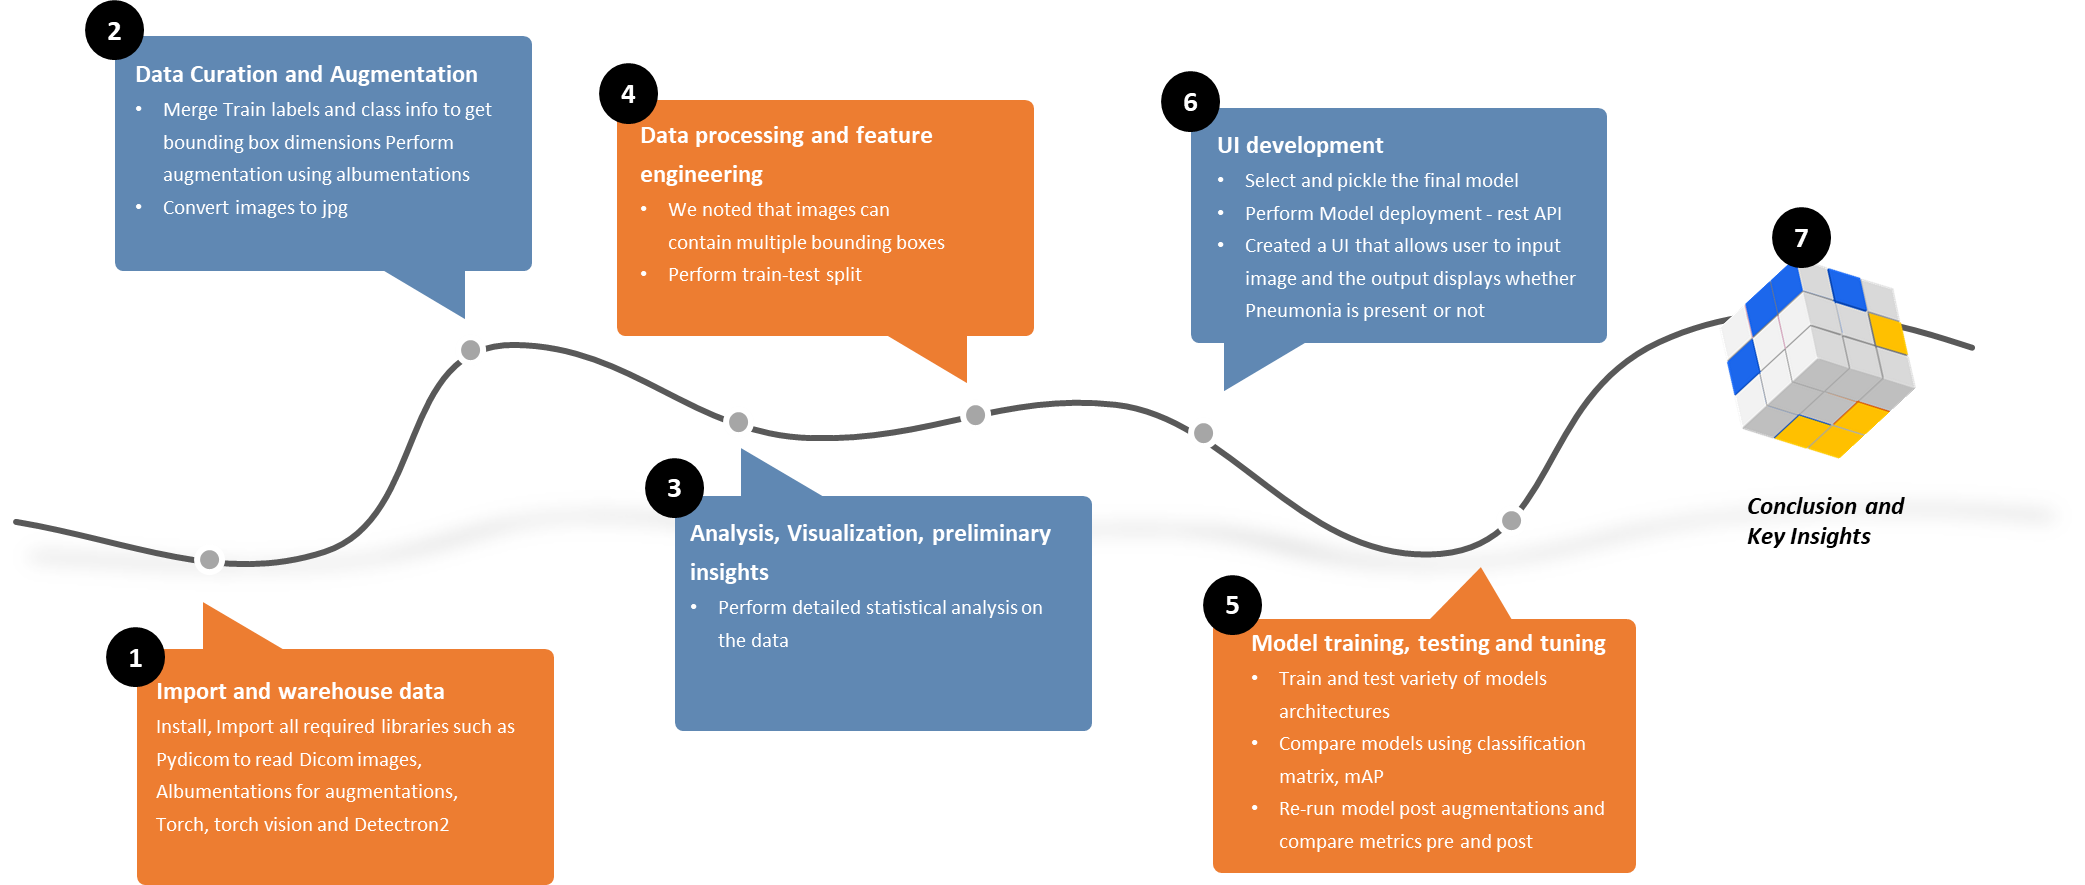 1
Import and warehouse data
Install, Import all required libraries such as
Pydicom to read Dicom images,
Albumentations for augmentations,
Torch, torch vision and Detectron2
2
Data Curation and Augmentation
• Merge Train labels and class info to get
bounding box dimensions Perform
augmentation using albumentations
• Convert images to jpg
3
Analysis, Visualization, preliminary
insights
• Perform detailed statistical analysis on
the data
4
Data processing and feature
engineering
• We noted that images can
contain multiple bounding boxes
• Perform train-test split
5
Model training, testing and tuning
• Train and test variety of models
architectures
• Compare models using classification
matrix, mAP
• Re-run model post augmentations and
compare metrics pre and post
6
UI development
• Select and pickle the final model
• Perform Model deployment - rest API
• Created a UI that allows user to input
image and the output displays whether
Pneumonia is present or not
7
Conclusion and
Key Insights